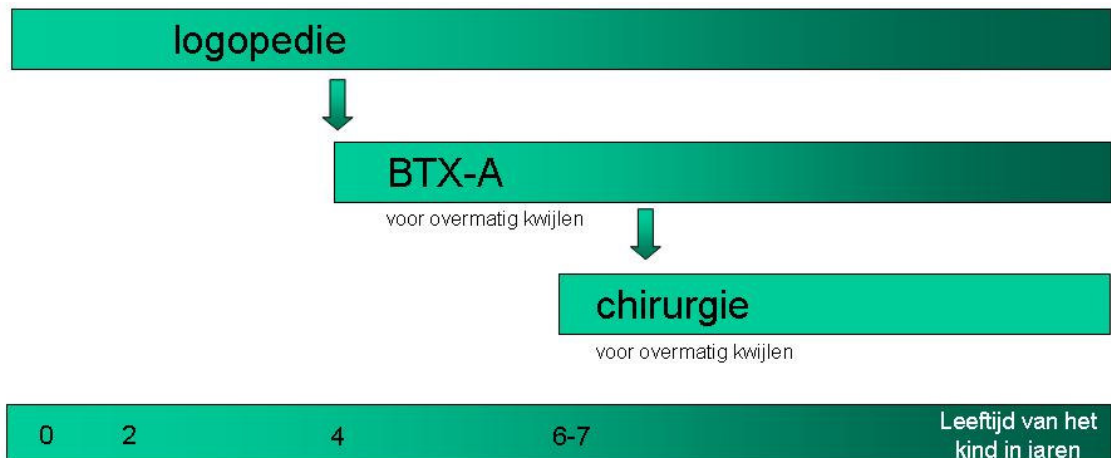 logopedie
BTX-A
voor overmatig kwijlen
chirurgie
voor overmatig kwijlen
0 2 4 6-7 Leeftijd van het
kind in jaren